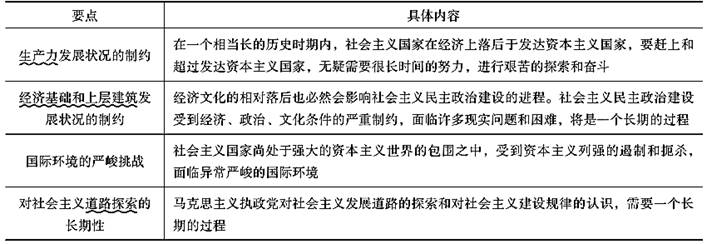 要点 具体内容
生产力发展状况的制约
在一个相当长的历史时期内，社会主义国家在经济上落后于发达资本主义国家，要赶上和
超过发达资本主义国家，无疑需要很长时间的努力，进行艰苦的探索和奋斗
经济基础和上层建筑发
展状况的制约
经济文化的相对落后也必然会影响社会主义民主政治建设的进程。社会主义民主政治建设
受到经济、政治、文化条件的严重制约，面临许多现实问题和困难，将是一个长期的过程
国际环境的严峻挑战
社会主义国家尚处于强大的资本主义世界的包围之中，受到资本主义列强的遏制和扼杀，
面临异常严峻的国际环境
对社会主义道路探索的
长期性
马克思主义执政党对社会主义发展道路的探索和对社会主义建设规律的认识，需要一个长
期的过程